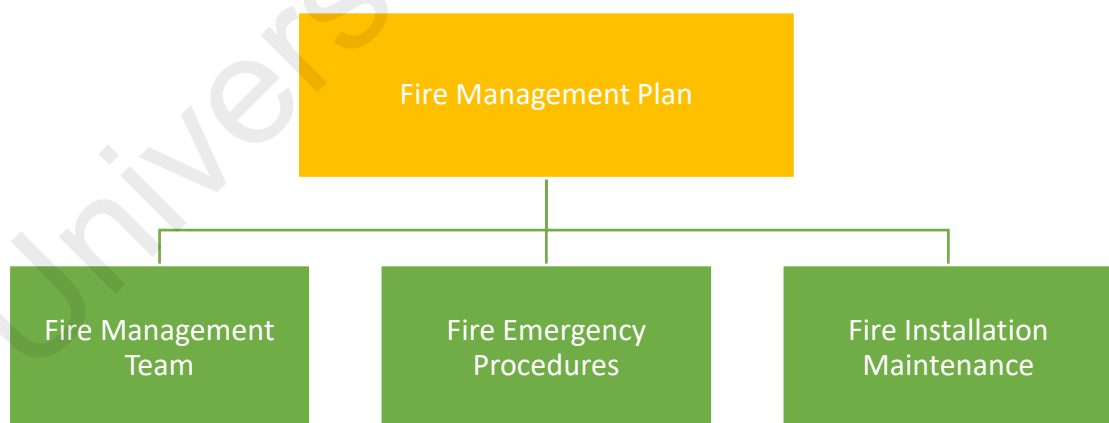 Fire Management Plan
Fire Management
Team
Fire Emergency
Procedures
Fire Installation
Maintenance
Univers